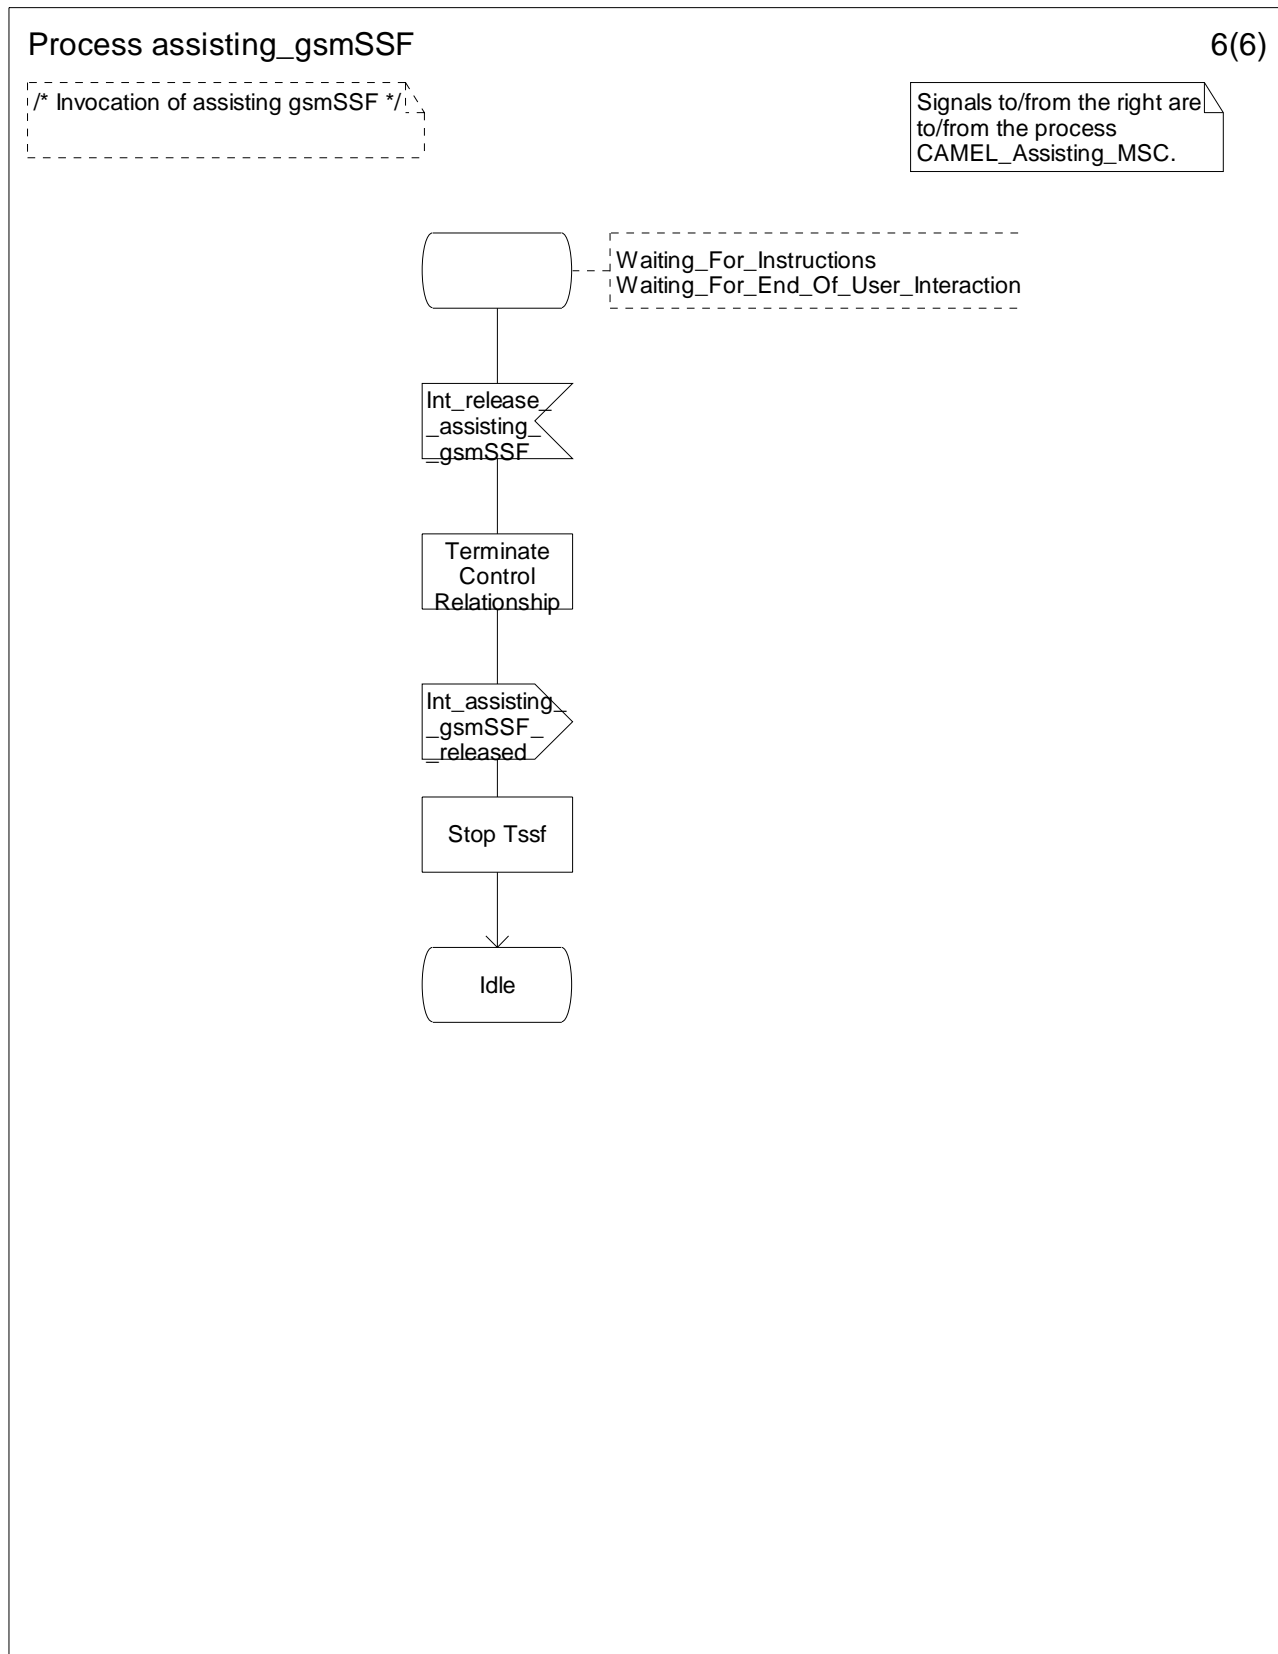 Process assisting_gsmSSF
6(6)
/* Invocation of assisting gsmSSF */
Signals to/from the right are
to/from the process
CAMEL_Assisting_MSC.
Waiting_For_Instructions
Waiting_For_End_Of_User_Interaction
Int_release_
_assisting_
_gsmSSF
Terminate
Control
Relationship
Int_assisting_
_gsmSSF_
_released
Stop Tssf
Idle